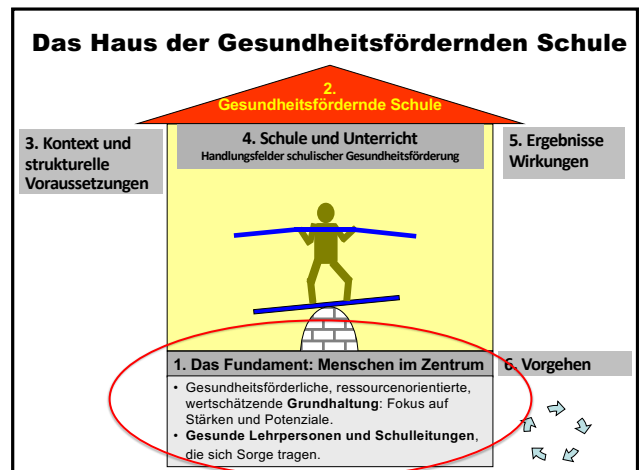 Das Haus der Gesundheitsfördernden Schule
2.
Gesundheitsfördernde Schule
3. Kontext und
strukturelle
Voraussetzungen
4. Schule und Unterricht
Handlungsfelder schulischer Gesundheitsförderung
5. Ergebnisse
Wirkungen
1. Das Fundament: Menschen im Zentrum
• Gesundheitsförderliche, ressourcenorientierte,
wertschätzende Grundhaltung: Fokus auf
Stärken und Potenziale.
• Gesunde Lehrpersonen und Schulleitungen,
die sich Sorge tragen.
6. Vorgehen